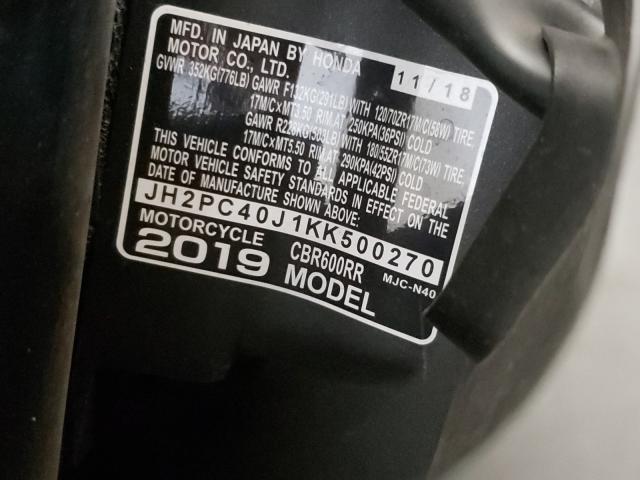 MFD. IN JAPAN BY HONDA
MOTOR CO., LTD. 11/18
GVWR 352KG(776LB) GAWR F132KG(291LB) WITH 120/70ZR17M/C(58W) TIRE,
17M/C×MT3.50 RIM,AT 250KPA(36PSI) COLD
GAWR R228KG(503LB) WITH 180/55ZR17M/C(73W) TIRE,
17M/C×MT5.50 RIM,AT 290KPA(42PSI) COLD
THIS VEHICLE CONFORMS TO ALL APPLICABLE FEDERAL
MOTOR VEHICLE SAFETY STANDARDS IN EFFECT ON THE
DATE OF MANUFACTURE SHOWN ABOVE:
JH2PC40J1KK500270
MOTORCYCLE CBR600RR MJC-N40
2019 MODEL